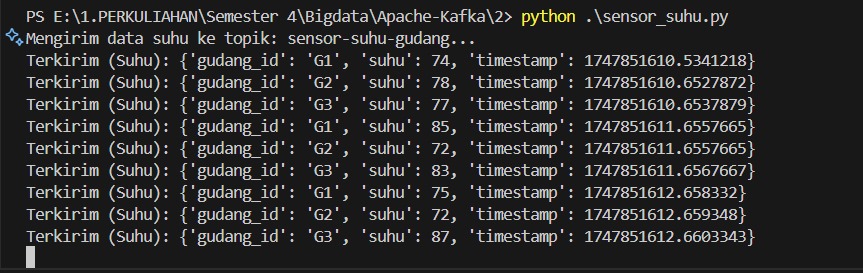 PS E:\1.PERKULIAHAN\Semester 4\Bigdata\Apache-Kafka\2> python .\sensor_suhu.py
Mengirim data suhu ke topik: sensor-suhu-gudang...
Terkirim (Suhu): {'gudang_id': 'G1', 'suhu': 74, 'timestamp': 1747851610.5341218}
Terkirim (Suhu): {'gudang_id': 'G2', 'suhu': 78, 'timestamp': 1747851610.6527872}
Terkirim (Suhu): {'gudang_id': 'G3', 'suhu': 77, 'timestamp': 1747851610.6537879}
Terkirim (Suhu): {'gudang_id': 'G1', 'suhu': 85, 'timestamp': 1747851611.6557665}
Terkirim (Suhu): {'gudang_id': 'G2', 'suhu': 72, 'timestamp': 1747851611.6557665}
Terkirim (Suhu): {'gudang_id': 'G3', 'suhu': 83, 'timestamp': 1747851611.6567667}
Terkirim (Suhu): {'gudang_id': 'G1', 'suhu': 75, 'timestamp': 1747851612.658332}
Terkirim (Suhu): {'gudang_id': 'G2', 'suhu': 72, 'timestamp': 1747851612.659348}
Terkirim (Suhu): {'gudang_id': 'G3', 'suhu': 87, 'timestamp': 1747851612.6603343}